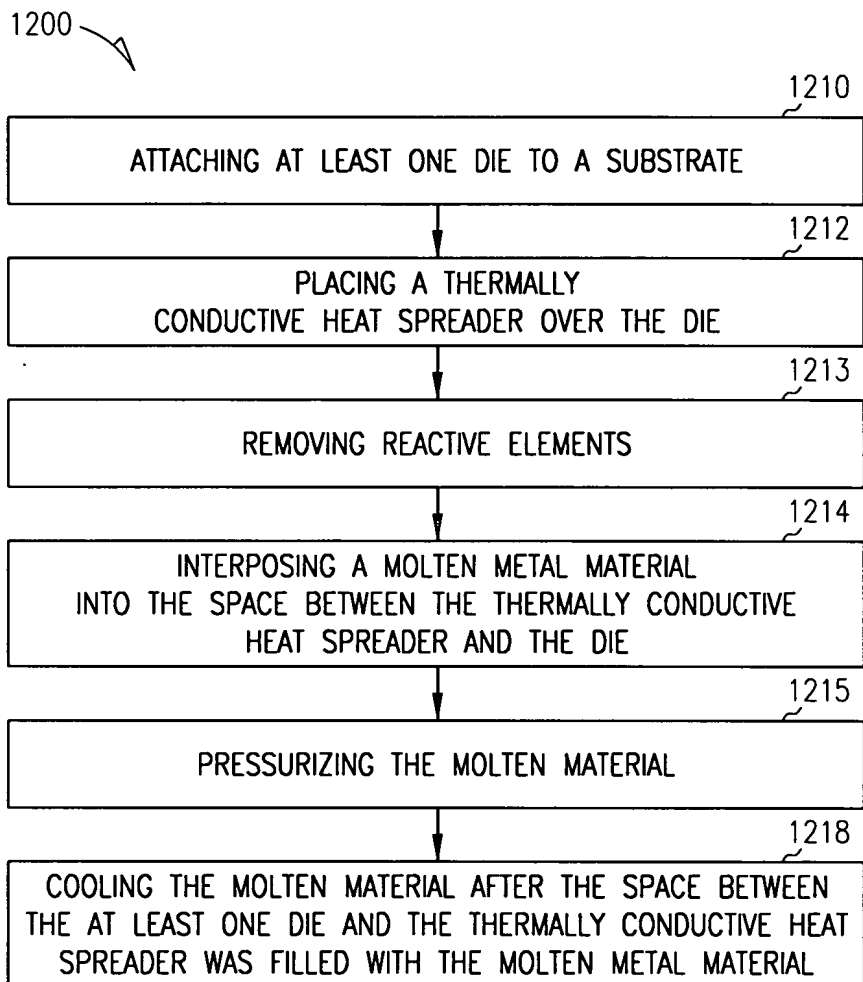 1200
1210
ATTACHING AT LEAST ONE DIE TO A SUBSTRATE
1212
PLACING A THERMALLY
CONDUCTIVE HEAT SPREADER OVER THE DIE
1213
REMOVING REACTIVE ELEMENTS
1214
INTERPOSING A MOLTEN METAL MATERIAL
INTO THE SPACE BETWEEN THE THERMALLY CONDUCTIVE
HEAT SPREADER AND THE DIE
1215
PRESSURIZING THE MOLTEN MATERIAL
1218
COOLING THE MOLTEN MATERIAL AFTER THE SPACE BETWEEN
THE AT LEAST ONE DIE AND THE THERMALLY CONDUCTIVE HEAT
SPREADER WAS FILLED WITH THE MOLTEN METAL MATERIAL